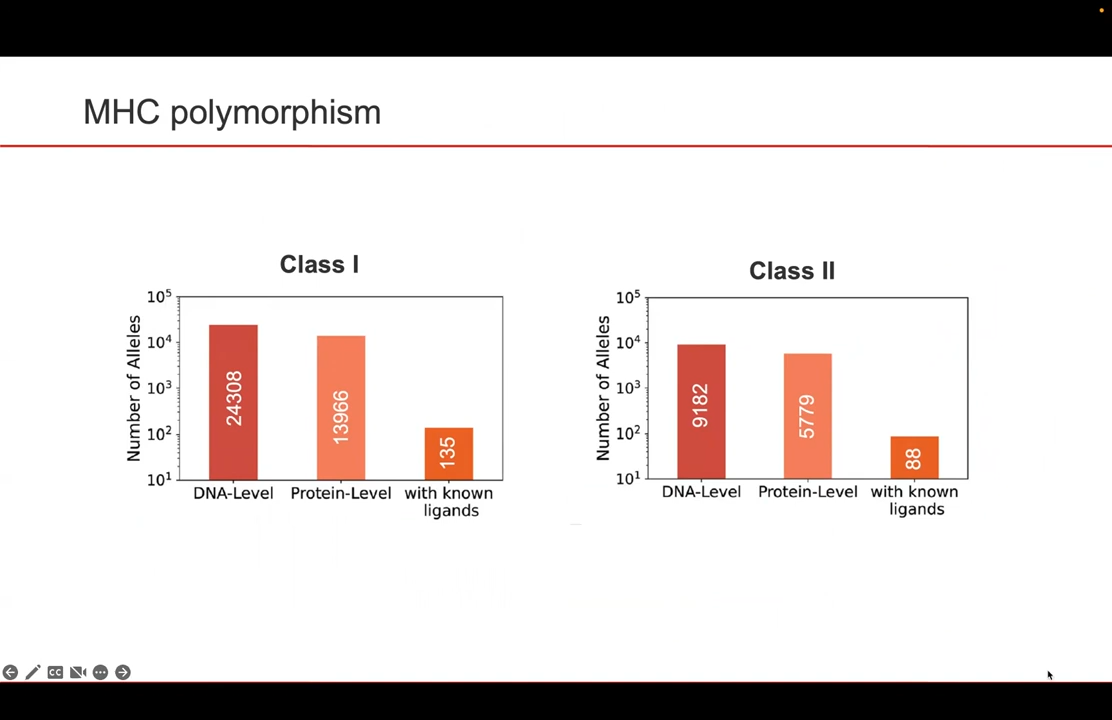 MHC polymorphism
Class I
10⁵
10⁴
10³
10²
10¹
Number of Alleles
24308
13966
135
DNA-Level
Protein-Level
with known
ligands
Class II
10⁵
10⁴
10³
10²
10¹
Number of Alleles
9182
5779
88
DNA-Level
Protein-Level
with known
ligands
CC